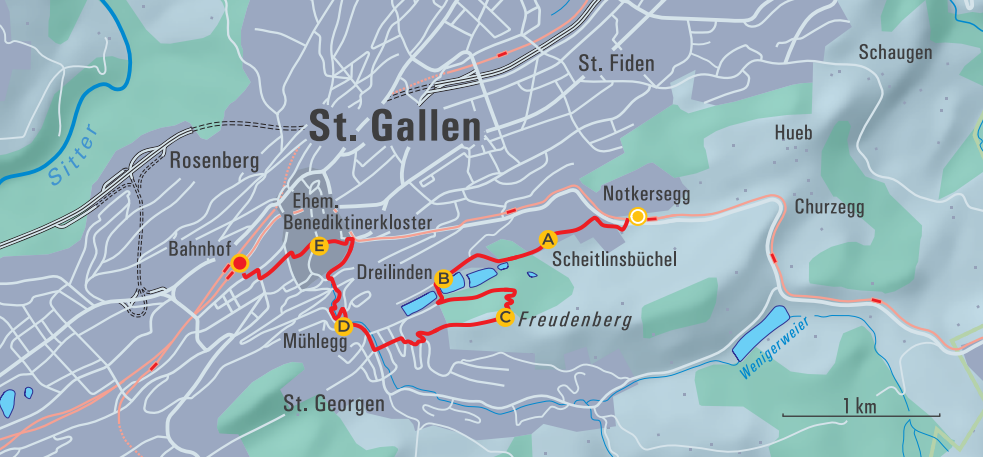 Schaugen
St. Fiden
St. Gallen
Hueb
Sitter
Rosenberg
Notkersegg
Ehem.
Benediktinerkloster
Churzegg
Bahnhof
E
A
Scheitlinsbüchel
Dreilinden
B
C
Freudenberg
D
Mühlegg
Wenigerweier
St. Georgen
1 km